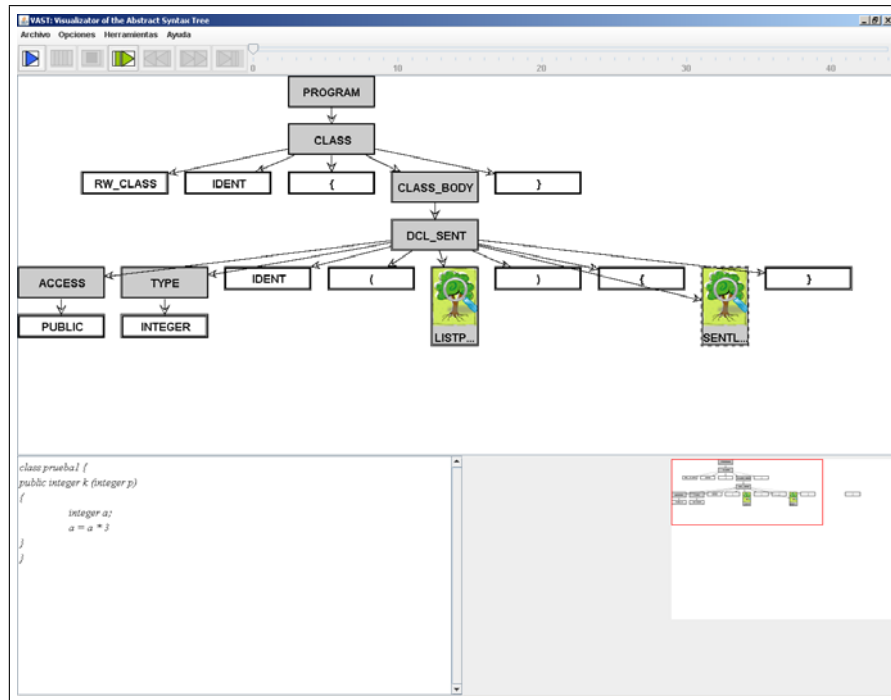 VAST: Visualizator of the Abstract Syntax Tree
Archivo Opciones Herramientas Ayuda
0 10 20 30 40
PROGRAM
CLASS
RW_CLASS IDENT { CLASS_BODY }
DCL_SENT
ACCESS TYPE IDENT ( ) { }
PUBLIC INTEGER LISTP... SENTL...
class prueba1 {
public integer k (integer p)
{
integer a;
a = a * 3
}
}